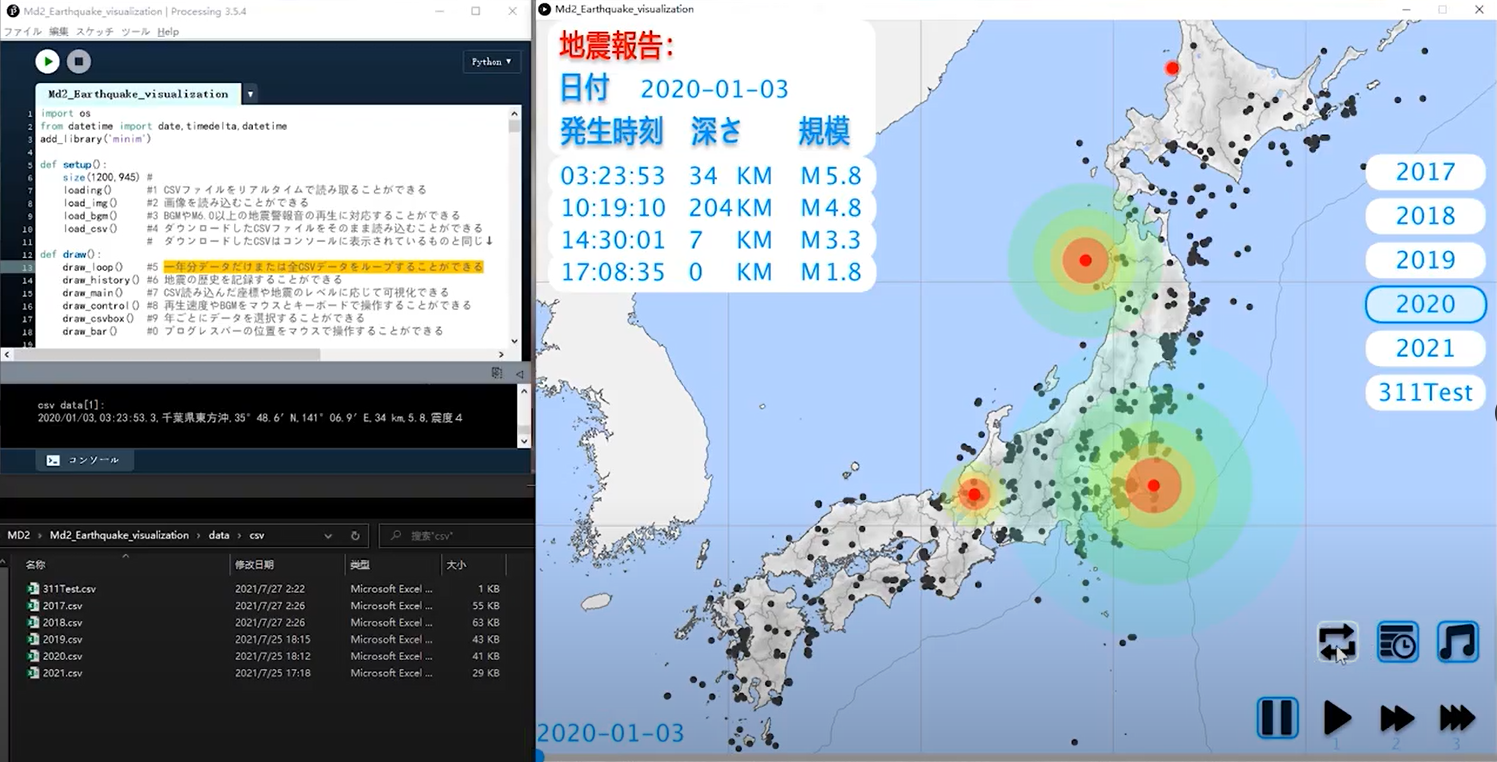 Md2_Earthquake_visualization | Processing 3.5.4
ファイル 編集 スケッチ ツール Help
Python ▼
Md2_Earthquake_visualization ▼
1 import os
2 from datetime import date,timedelta,datetime
3 add_library('minim')
4
5 def setup():
6 size(1200,945) #
7 loading() #1 CSVファイルをリアルタイムで読み取ることができる
8 load_img() #2 画像を読み込むことができる
9 load_bgm() #3 BGMやM6.0以上の地震警報音の再生に対応することができる
10 load_csv() #4 ダウンロードしたCSVファイルをそのまま読み込むことができる
11 # ダウンロードしたCSVはコンソールに表示されているものと同じ↓
12 def draw():
13 draw_loop() #5 一年分データだけまたは全CSVデータをループすることができる
14 draw_history() #6 地震の歴史を記録することができる
15 draw_main() #7 CSV読み込んだ座標や地震のレベルに応じて可視化できる
16 draw_control() #8 再生速度やBGMをマウスとキーボードで操作することができる
17 draw_csvbox() #9 年ごとにデータを選択することができる
18 draw_bar() #0 プログレスバーの位置をマウスで操作することができる
19
csv data[1]:
2020/01/03,03:23:53.3,千葉県東方沖,35° 48.6′ N,141° 06.9′ E,34 km,5.8,震度４
コンソール
MD2 › Md2_Earthquake_visualization › data › csv
搜索"csv"
名称 修改日期 类型 大小
311Test.csv 2021/7/27 2:22 Microsoft Excel ... 1 KB
2017.csv 2021/7/27 2:26 Microsoft Excel ... 55 KB
2018.csv 2021/7/27 2:26 Microsoft Excel ... 63 KB
2019.csv 2021/7/25 18:15 Microsoft Excel ... 43 KB
2020.csv 2021/7/25 18:12 Microsoft Excel ... 41 KB
2021.csv 2021/7/25 17:18 Microsoft Excel ... 29 KB
Md2_Earthquake_visualization
地震報告:
日付 2020-01-03
発生時刻 深さ 規模
03:23:53 34 KM M5.8
10:19:10 204KM M4.8
14:30:01 7 KM M3.3
17:08:35 0 KM M1.8
2017
2018
2019
2020
2021
311Test
2020-01-03
1 2 3